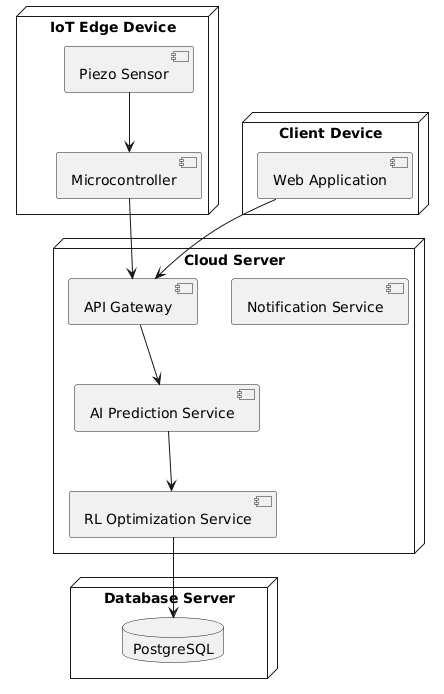 IoT Edge Device
Piezo Sensor
Microcontroller
Client Device
Web Application
Cloud Server
API Gateway
Notification Service
AI Prediction Service
RL Optimization Service
Database Server
PostgreSQL